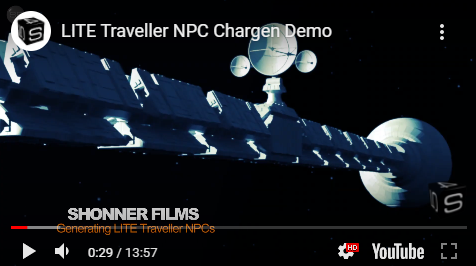 LITE Traveller NPC Chargen Demo
SHONNER FILMS
Generating LITE Traveller NPCs
0:29 / 13:57
HD
YouTube
S